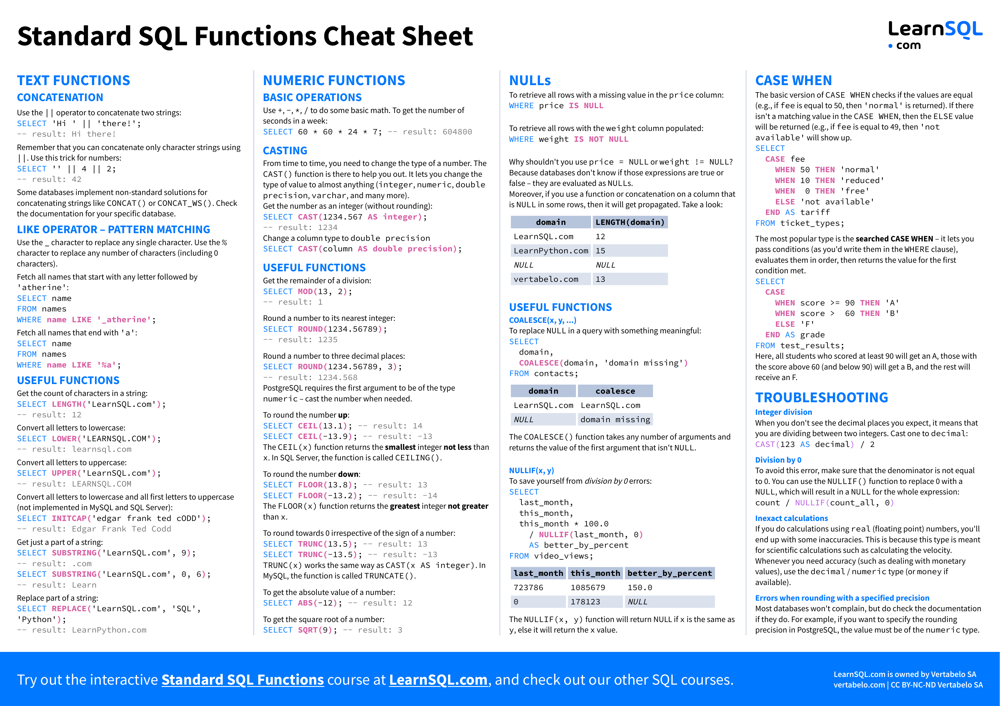 Standard SQL Functions Cheat Sheet
LearnSQL
• com
TEXT FUNCTIONS
CONCATENATION
Use the || operator to concatenate two strings:
SELECT 'Hi ' || 'there!';
-- result: Hi there!
Remember that you can concatenate only character strings using
||. Use this trick for numbers:
SELECT '' || 4 || 2;
-- result: 42
Some databases implement non-standard solutions for
concatenating strings like CONCAT() or CONCAT_WS(). Check
the documentation for your specific database.
LIKE OPERATOR – PATTERN MATCHING
Use the _ character to replace any single character. Use the %
character to replace any number of characters (including 0
characters).
Fetch all names that start with any letter followed by
'atherine':
SELECT name
FROM names
WHERE name LIKE '_atherine';
Fetch all names that end with 'a':
SELECT name
FROM names
WHERE name LIKE '%a';
USEFUL FUNCTIONS
Get the count of characters in a string:
SELECT LENGTH('LearnSQL.com');
-- result: 12
Convert all letters to lowercase:
SELECT LOWER('LEARNSQL.COM');
-- result: learnsql.com
Convert all letters to uppercase:
SELECT UPPER('LearnSQL.com');
-- result: LEARNSQL.COM
Convert all letters to lowercase and all first letters to uppercase
(not implemented in MySQL and SQL Server):
SELECT INITCAP('edgar frank ted cODD');
-- result: Edgar Frank Ted Codd
Get just a part of a string:
SELECT SUBSTRING('LearnSQL.com', 9);
-- result: .com
SELECT SUBSTRING('LearnSQL.com', 0, 6);
-- result: Learn
Replace part of a string:
SELECT REPLACE('LearnSQL.com', 'SQL',
'Python');
-- result: LearnPython.com
NUMERIC FUNCTIONS
BASIC OPERATIONS
Use +, -, *, / to do some basic math. To get the number of
seconds in a week:
SELECT 60 * 60 * 24 * 7; -- result: 604800
CASTING
From time to time, you need to change the type of a number. The
CAST() function is there to help you out. It lets you change the
type of value to almost anything (integer, numeric, double
precision, varchar, and many more).
Get the number as an integer (without rounding):
SELECT CAST(1234.567 AS integer);
-- result: 1234
Change a column type to double precision
SELECT CAST(column AS double precision);
USEFUL FUNCTIONS
Get the remainder of a division:
SELECT MOD(13, 2);
-- result: 1
Round a number to its nearest integer:
SELECT ROUND(1234.56789);
-- result: 1235
Round a number to three decimal places:
SELECT ROUND(1234.56789, 3);
-- result: 1234.568
PostgreSQL requires the first argument to be of the type
numeric – cast the number when needed.
To round the number up:
SELECT CEIL(13.1); -- result: 14
SELECT CEIL(-13.9); -- result: -13
The CEIL(x) function returns the smallest integer not less than
x. In SQL Server, the function is called CEILING().
To round the number down:
SELECT FLOOR(13.8); -- result: 13
SELECT FLOOR(-13.2); -- result: -14
The FLOOR(x) function returns the greatest integer not greater
than x.
To round towards 0 irrespective of the sign of a number:
SELECT TRUNC(13.5); -- result: 13
SELECT TRUNC(-13.5); -- result: -13
TRUNC(x) works the same way as CAST(x AS integer). In
MySQL, the function is called TRUNCATE().
To get the absolute value of a number:
SELECT ABS(-12); -- result: 12
To get the square root of a number:
SELECT SQRT(9); -- result: 3
NULLs
To retrieve all rows with a missing value in the price column:
WHERE price IS NULL
To retrieve all rows with the weight column populated:
WHERE weight IS NOT NULL
Why shouldn't you use price = NULL or weight != NULL?
Because databases don't know if those expressions are true or
false – they are evaluated as NULLs.
Moreover, if you use a function or concatenation on a column that
is NULL in some rows, then it will get propagated. Take a look:
domain LENGTH(domain)
LearnSQL.com 12
LearnPython.com 15
NULL NULL
vertabelo.com 13
USEFUL FUNCTIONS
COALESCE(x, y, ...)
To replace NULL in a query with something meaningful:
SELECT
domain,
COALESCE(domain, 'domain missing')
FROM contacts;
domain coalesce
LearnSQL.com LearnSQL.com
NULL domain missing
The COALESCE() function takes any number of arguments and
returns the value of the first argument that isn't NULL.
NULLIF(x, y)
To save yourself from division by 0 errors:
SELECT
last_month,
this_month,
this_month * 100.0
/ NULLIF(last_month, 0)
AS better_by_percent
FROM video_views;
last_month this_month better_by_percent
723786 1085679 150.0
0 178123 NULL
The NULLIF(x, y) function will return NULL if x is the same as
y, else it will return the x value.
CASE WHEN
The basic version of CASE WHEN checks if the values are equal
(e.g., if fee is equal to 50, then 'normal' is returned). If there
isn't a matching value in the CASE WHEN, then the ELSE value
will be returned (e.g., if fee is equal to 49, then 'not
available' will show up.
SELECT
CASE fee
WHEN 50 THEN 'normal'
WHEN 10 THEN 'reduced'
WHEN  0 THEN 'free'
ELSE 'not available'
END AS tariff
FROM ticket_types;
The most popular type is the searched CASE WHEN – it lets you
pass conditions (as you'd write them in the WHERE clause),
evaluates them in order, then returns the value for the first
condition met.
SELECT
CASE
WHEN score >= 90 THEN 'A'
WHEN score >  60 THEN 'B'
ELSE 'F'
END AS grade
FROM test_results;
Here, all students who scored at least 90 will get an A, those with
the score above 60 (and below 90) will get a B, and the rest will
receive an F.
TROUBLESHOOTING
Integer division
When you don't see the decimal places you expect, it means that
you are dividing between two integers. Cast one to decimal:
CAST(123 AS decimal) / 2
Division by 0
To avoid this error, make sure that the denominator is not equal
to 0. You can use the NULLIF() function to replace 0 with a
NULL, which will result in a NULL for the whole expression:
count / NULLIF(count_all, 0)
Inexact calculations
If you do calculations using real (floating point) numbers, you'll
end up with some inaccuracies. This is because this type is meant
for scientific calculations such as calculating the velocity.
Whenever you need accuracy (such as dealing with monetary
values), use the decimal / numeric type (or money if
available).
Errors when rounding with a specified precision
Most databases won't complain, but do check the documentation
if they do. For example, if you want to specify the rounding
precision in PostgreSQL, the value must be of the numeric type.
Try out the interactive Standard SQL Functions course at LearnSQL.com, and check out our other SQL courses.
LearnSQL.com is owned by Vertabelo SA
vertabelo.com | CC BY-NC-ND Vertabelo SA